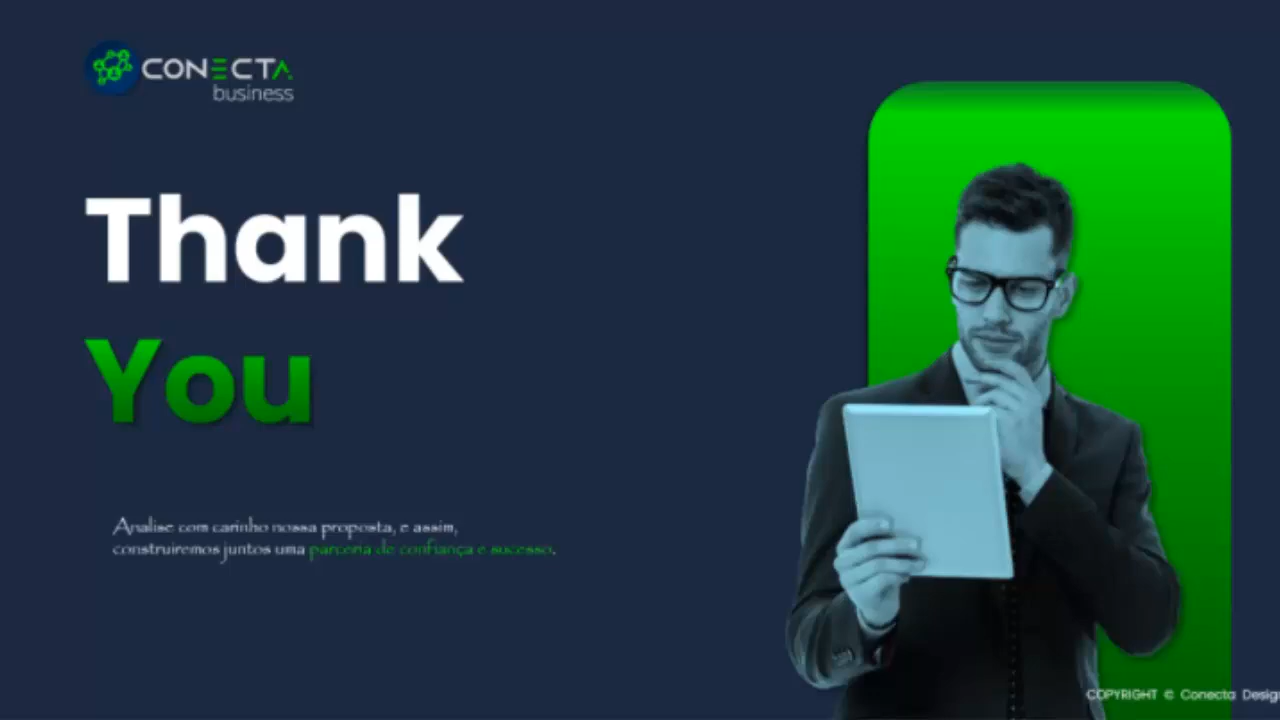 CONECTA
business
Thank
You
Analise com carinho nossa proposta, e assim,
construiremos juntos uma parceria de confiança e sucesso.
COPYRIGHT © Conecta Desig